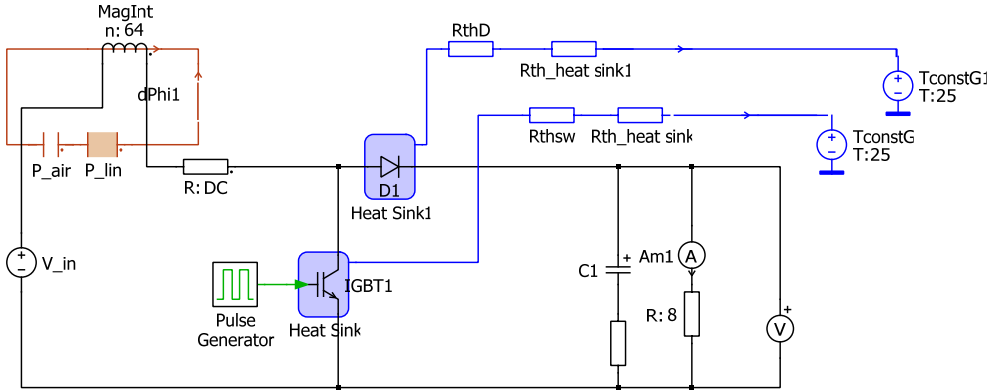 MagInt
n: 64
dPhi1
P_air
P_lin
RthD
Rth_heat sink1
TconstG1
T:25
Rthsw
Rth_heat sink
TconstG
T:25
R: DC
D1
Heat Sink1
V_in
Pulse
Generator
IGBT1
Heat Sink
C1
+
Am1
A
R: 8
+
V